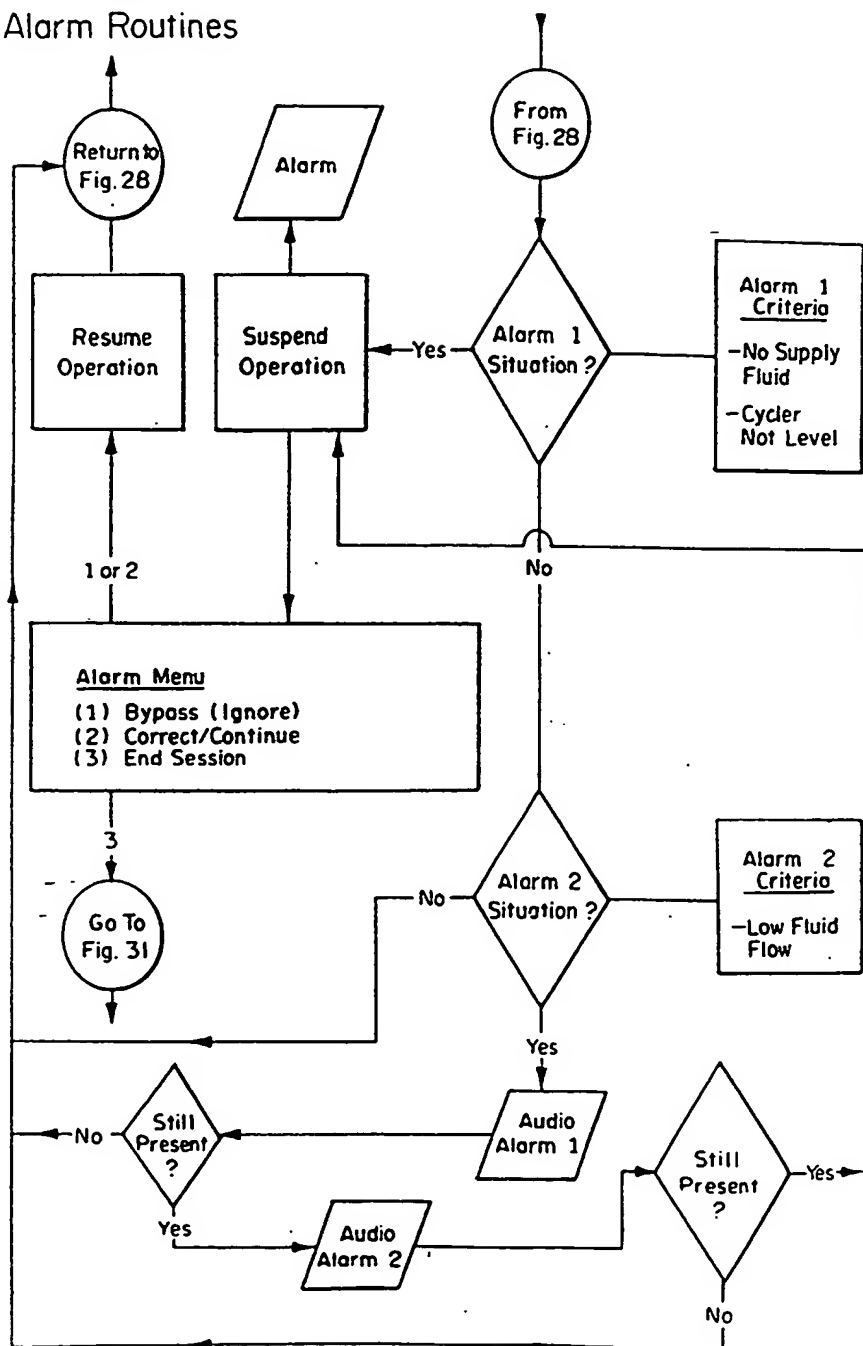 Alarm Routines
Return to
Fig. 28
Alarm
From
Fig. 28
Resume
Operation
Suspend
Operation
Yes
Alarm 1
Situation ?
Alarm 1
Criteria
-No Supply
Fluid
-Cycler
Not Level
1 or 2
No
Alarm Menu
(1) Bypass (Ignore)
(2) Correct/Continue
(3) End Session
3
Go To
Fig. 31
No
Alarm 2
Situation ?
Alarm 2
Criteria
-Low Fluid
Flow
Yes
No
Still
Present
?
Audio
Alarm 1
Still
Present
?
Yes
Yes
Audio
Alarm 2
No